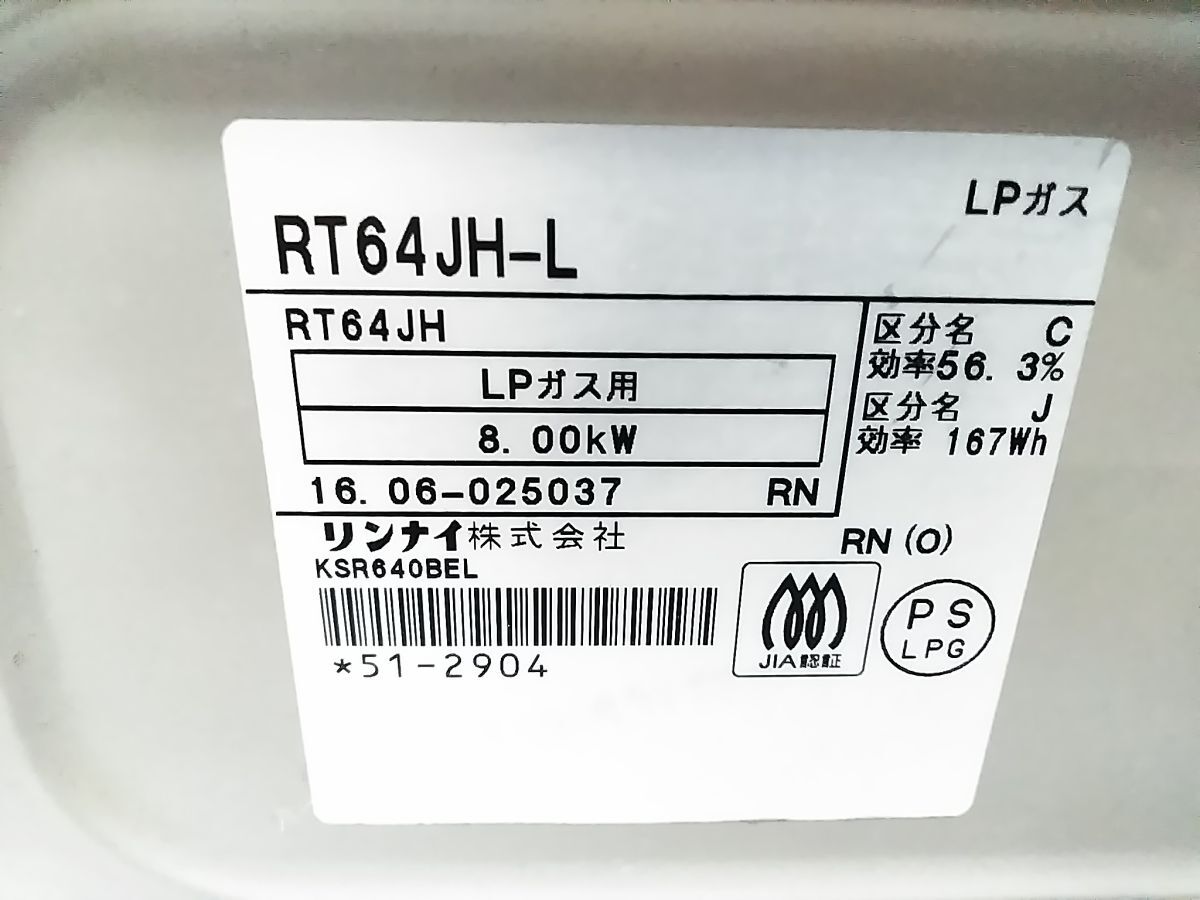 LPガス
RT64JH-L
RT64JH
LPガス用
8. 00kW
16. 06-025037 RN
区分名 C
効率56. 3%
区分名 J
効率 167Wh
リンナイ株式会社
RN (O)
KSR640BEL
*51-2904
JIA認証
PS
LPG